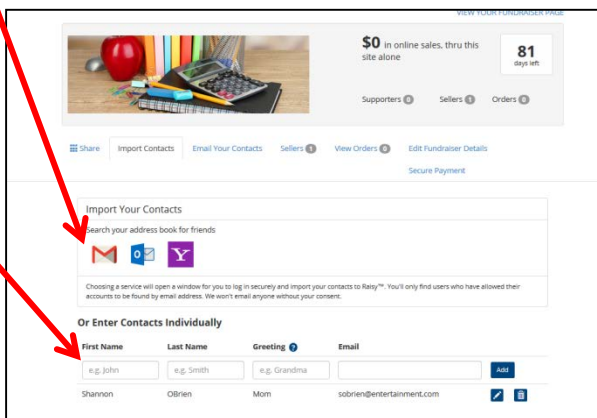 VIEW YOUR FUNDRAISER PAGE
$0 in online sales, thru this
site alone
81
days left
Supporters 0 Sellers 1 Orders 0
Share Import Contacts Email Your Contacts Sellers 1 View Orders 0 Edit Fundraiser Details
Secure Payment
Import Your Contacts
Search your address book for friends
Choosing a service will open a window for you to log in securely and import your contacts to Raisy™. You'll only find users who have allowed their
accounts to be found by email address. We won't email anyone without your consent.
Or Enter Contacts Individually
First Name Last Name Greeting ? Email
e.g. John e.g. Smith e.g. Grandma Add
Shannon OBrien Mom sobrien@entertainment.com